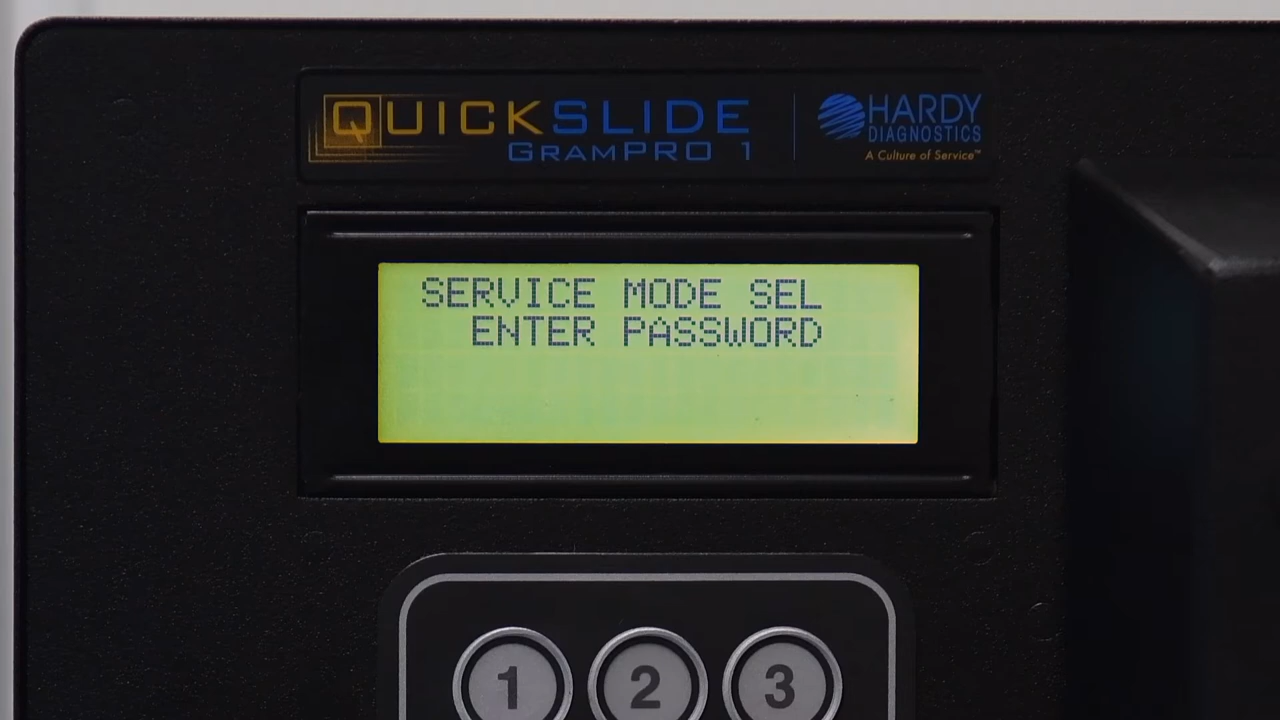 QUICKSLIDE
GRAMPRO 1
HARDY
DIAGNOSTICS
A Culture of Service™
SERVICE MODE SEL
ENTER PASSWORD
1 2 3